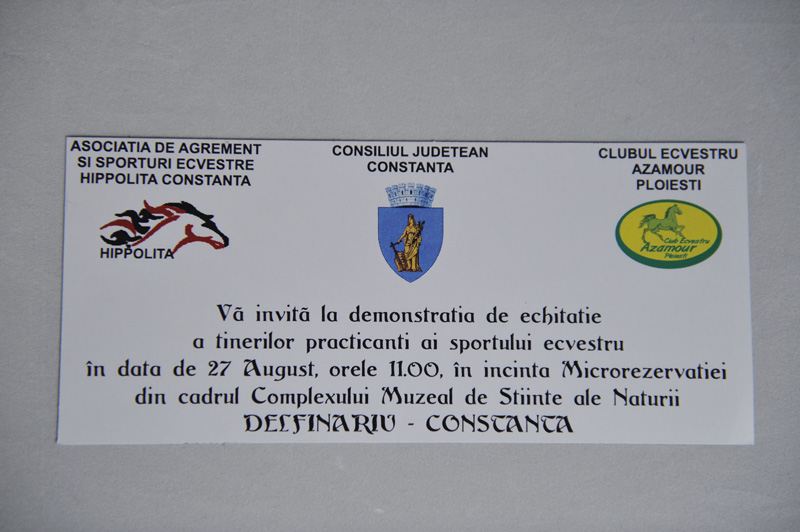 ASOCIATIA DE AGREMENT
SI SPORTURI ECVESTRE
HIPPOLITA CONSTANTA
HIPPOLITA
CONSILIUL JUDETEAN
CONSTANTA
CLUBUL ECVESTRU
AZAMOUR
PLOIESTI
Club Ecvestru
Azamour
Ploiesti
Vă invită la demonstratia de echitatie
a tinerilor practicanti ai sportului ecvestru
în data de 27 August, orele 11.00, în incinta Microrezervatiei
din cadrul Complexului Muzeal de Stiinte ale Naturii
DELFINARIU - CONSTANTA